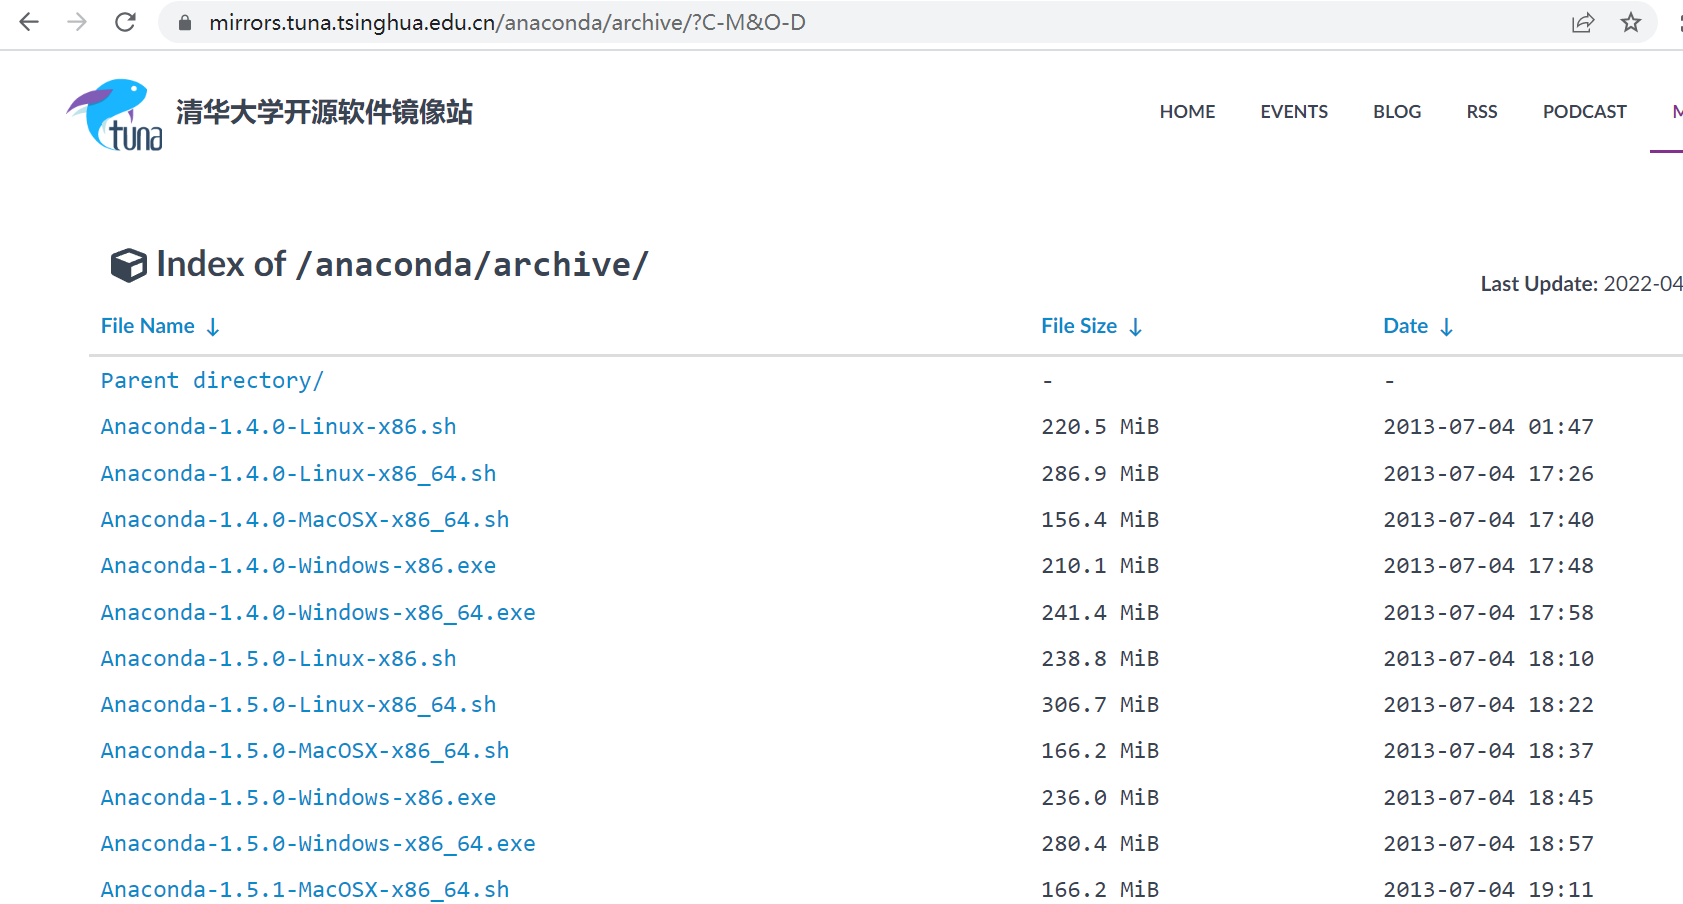 mirrors.tuna.tsinghua.edu.cn/anaconda/archive/?C-M&O-D
tuna
清华大学开源软件镜像站
HOME EVENTS BLOG RSS PODCAST M
Index of /anaconda/archive/
Last Update: 2022-04
File Name ↓ File Size ↓ Date ↓
Parent directory/ - -
Anaconda-1.4.0-Linux-x86.sh 220.5 MiB 2013-07-04 01:47
Anaconda-1.4.0-Linux-x86_64.sh 286.9 MiB 2013-07-04 17:26
Anaconda-1.4.0-MacOSX-x86_64.sh 156.4 MiB 2013-07-04 17:40
Anaconda-1.4.0-Windows-x86.exe 210.1 MiB 2013-07-04 17:48
Anaconda-1.4.0-Windows-x86_64.exe 241.4 MiB 2013-07-04 17:58
Anaconda-1.5.0-Linux-x86.sh 238.8 MiB 2013-07-04 18:10
Anaconda-1.5.0-Linux-x86_64.sh 306.7 MiB 2013-07-04 18:22
Anaconda-1.5.0-MacOSX-x86_64.sh 166.2 MiB 2013-07-04 18:37
Anaconda-1.5.0-Windows-x86.exe 236.0 MiB 2013-07-04 18:45
Anaconda-1.5.0-Windows-x86_64.exe 280.4 MiB 2013-07-04 18:57
Anaconda-1.5.1-MacOSX-x86_64.sh 166.2 MiB 2013-07-04 19:11